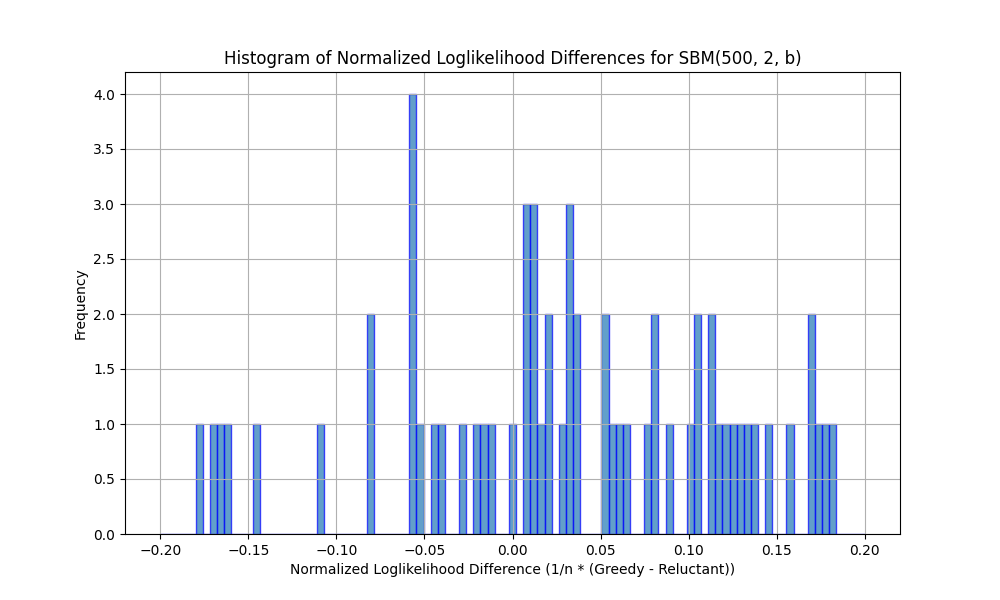 Histogram of Normalized Loglikelihood Differences for SBM(500, 2, b)
4.0
3.5
3.0
2.5
2.0
1.5
1.0
0.5
0.0
Frequency
−0.20 −0.15 −0.10 −0.05 0.00 0.05 0.10 0.15 0.20
Normalized Loglikelihood Difference (1/n * (Greedy - Reluctant))